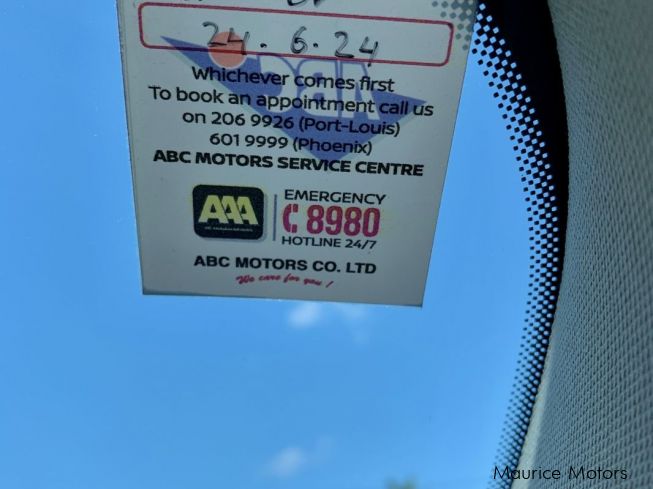 24.6.24
Whichever comes first
To book an appointment call us
on 206 9926 (Port-Louis)
601 9999 (Phoenix)
ABC MOTORS SERVICE CENTRE
AAA
EMERGENCY
8980
HOTLINE 24/7
ABC MOTORS CO. LTD
We care for you!
Maurice Motors